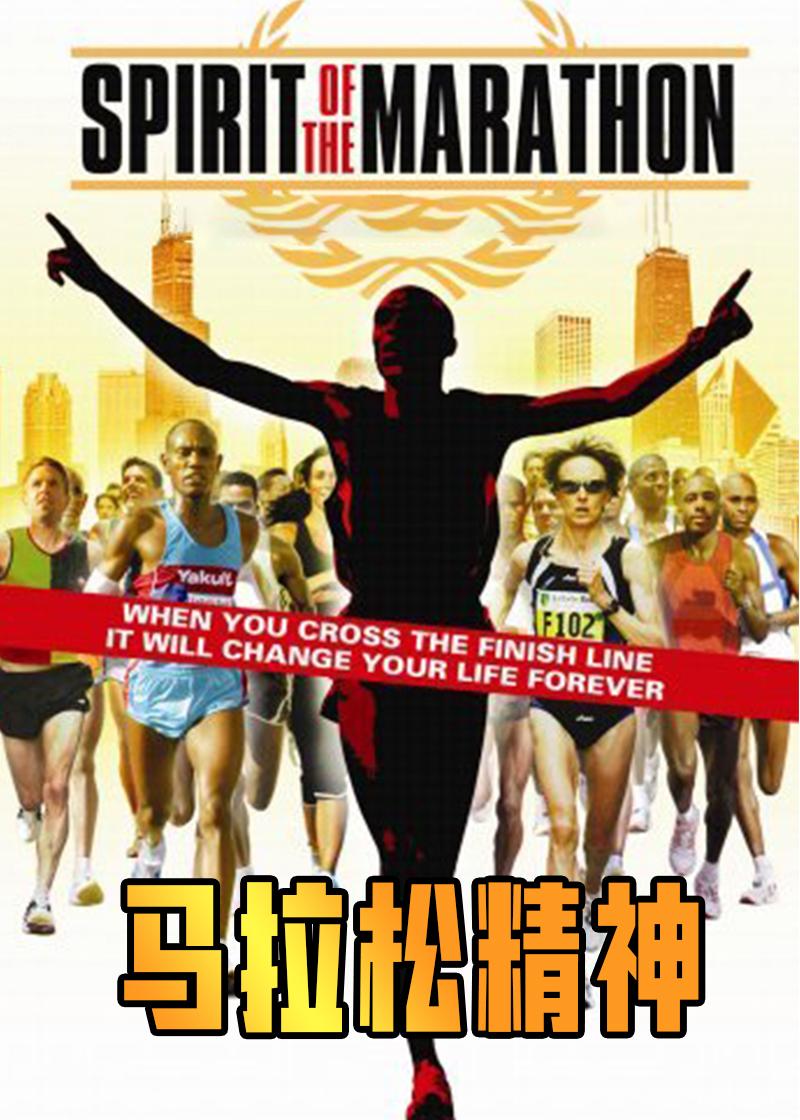 SPIRIT OF THE MARATHON
Yakult
F102
WHEN YOU CROSS THE FINISH LINE
IT WILL CHANGE YOUR LIFE FOREVER
马拉松精神